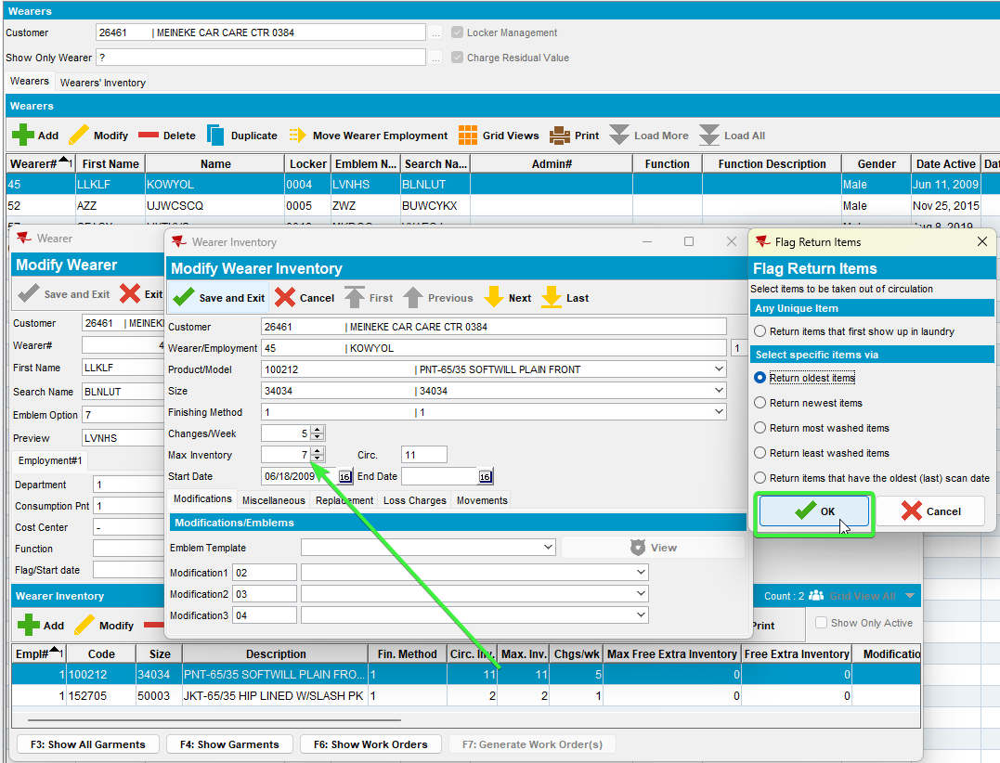 Wearers
Customer 26461 | MEINEKE CAR CARE CTR 0384 ... Locker Management
Show Only Wearer ? ... Charge Residual Value
Wearers Wearers' Inventory
Wearers
Add Modify Delete Duplicate Move Wearer Employment Grid Views Print Load More Load All
Wearer# 1 First Name Name Locker Emblem N... Search Na... Admin# Function Function Description Gender Date Active Dat
45 LLKLF KOWYOL 0004 LVNHS BLNLUT Male Jun 11, 2009
52 AZZ UJWCSCQ 0005 ZWZ BUWCYKX Male Nov 25, 2015
Wearer
Modify Wearer
Save and Exit Exit
Customer 26461 | MEINEK
Wearer# 4
First Name LLKLF
Search Name BLNLUT
Emblem Option 7
Preview LVNHS
Employment#1
Department 1
Consumption Pnt 1
Cost Center -
Function
Flag/Start date
Wearer Inventory
Modify Wearer Inventory
Save and Exit Cancel First Previous Next Last
Customer 26461 | MEINEKE CAR CARE CTR 0384
Wearer/Employment 45 | KOWYOL 1
Product/Model 100212 | PNT-65/35 SOFTWILL PLAIN FRONT
Size 34034 | 34034
Finishing Method 1 | 1
Changes/Week 5
Max Inventory 7 Circ. 11
Start Date 06/18/2009 16 End Date 16
Modifications Miscellaneous Replacement Loss Charges Movements
Modifications/Emblems
Emblem Template View
Modification1 02
Modification2 03
Modification3 04
Flag Return Items
Flag Return Items
Select items to be taken out of circulation
Any Unique Item
Return items that first show up in laundry
Select specific items via
Return oldest items
Return newest items
Return most washed items
Return least washed items
Return items that have the oldest (last) scan date
OK Cancel
Wearer Inventory Count : 2 Grid View All
Add Modify Print Show Only Active
Empl# 1 Code Size Description Fin. Method Circ. Inv. Max. Inv. Chgs/wk Max Free Extra Inventory Free Extra Inventory Modificatio
1 100212 34034 PNT-65/35 SOFTWILL PLAIN FRO... 1 11 11 5 0 0
1 152705 50003 JKT-65/35 HIP LINED W/SLASH PK 1 2 2 1 0 0
F3: Show All Garments F4: Show Garments F6: Show Work Orders F7: Generate Work Order(s)